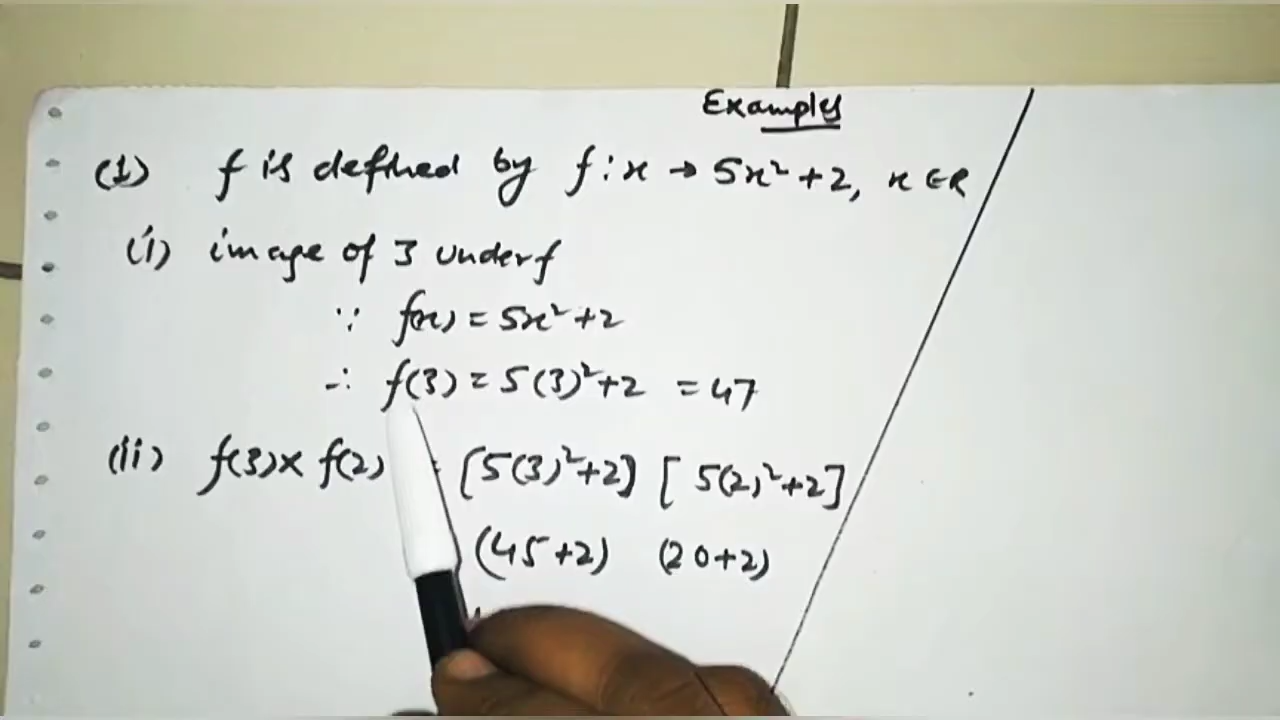 Examples
(1) f is defined by f : x → 5x² + 2, x ∈ R
(i) image of 3 under f
∵ f(x) = 5x² + 2
∴ f(3) = 5(3)² + 2 = 47
(ii) f(3) × f(2) = [5(3)² + 2] [5(2)² + 2]
(45 + 2) (20 + 2)